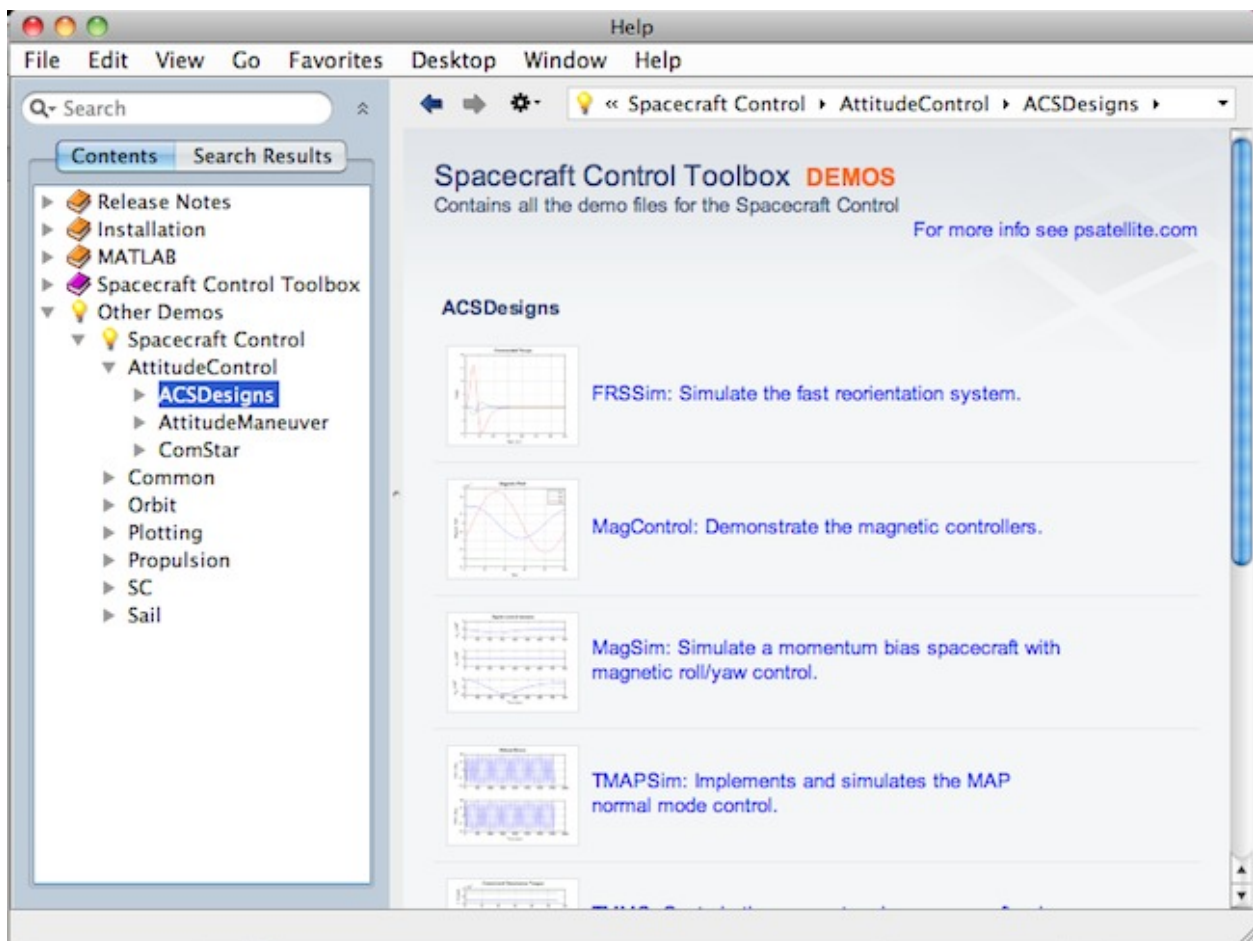 Help
File Edit View Go Favorites Desktop Window Help
Search
« Spacecraft Control ▸ AttitudeControl ▸ ACSDesigns ▸
Contents Search Results
Release Notes
Installation
MATLAB
Spacecraft Control Toolbox
Other Demos
Spacecraft Control
AttitudeControl
ACSDesigns
AttitudeManeuver
ComStar
Common
Orbit
Plotting
Propulsion
SC
Sail
Spacecraft Control Toolbox DEMOS
Contains all the demo files for the Spacecraft Control
For more info see psatellite.com
ACSDesigns
FRSSim: Simulate the fast reorientation system.
MagControl: Demonstrate the magnetic controllers.
MagSim: Simulate a momentum bias spacecraft with
magnetic roll/yaw control.
TMAPSim: Implements and simulates the MAP
normal mode control.